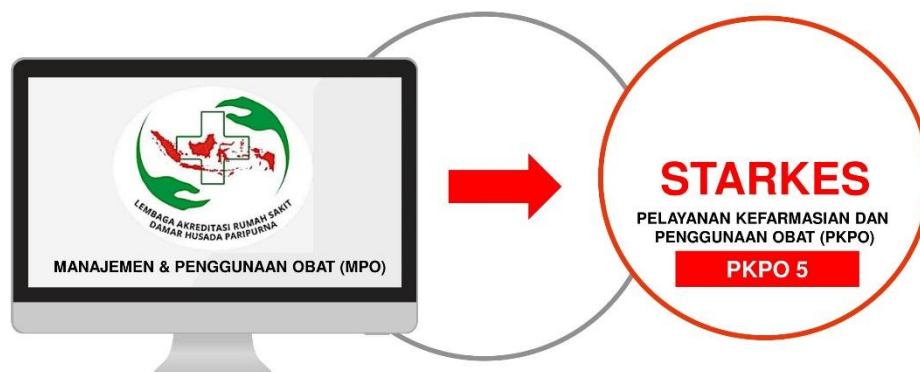 LEMBAGA AKREDITASI RUMAH SAKIT
DAMAR HUSADA PARIPURNA
MANAJEMEN & PENGGUNAAN OBAT (MPO)
STARKES
PELAYANAN KEFARMASIAN DAN
PENGGUNAAN OBAT (PKPO)
PKPO 5